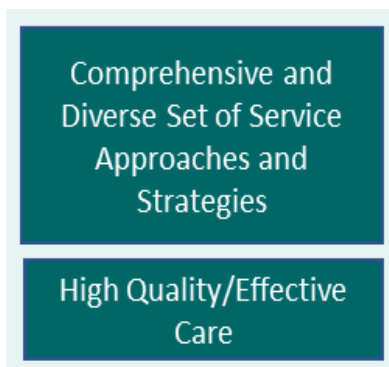 Comprehensive and
Diverse Set of Service
Approaches and
Strategies
High Quality/Effective
Care